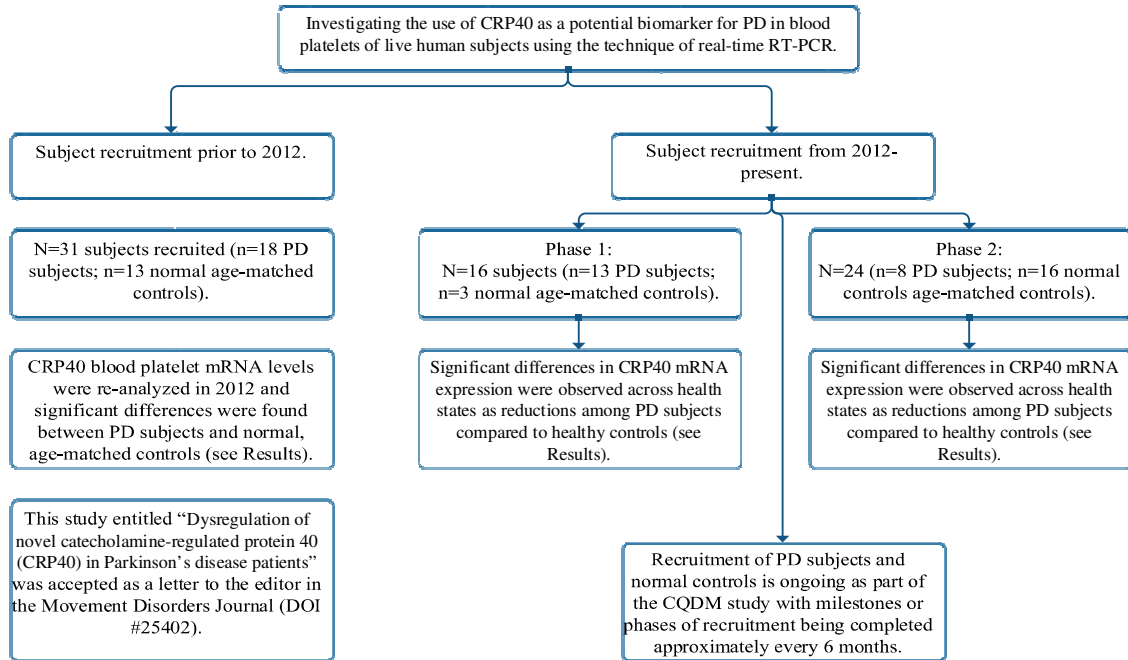 Investigating the use of CRP40 as a potential biomarker for PD in blood
platelets of live human subjects using the technique of real-time RT-PCR.
Subject recruitment prior to 2012.
Subject recruitment from 2012-
present.
N=31 subjects recruited (n=18 PD
subjects; n=13 normal age-matched
controls).
Phase 1:
N=16 subjects (n=13 PD subjects;
n=3 normal age-matched controls).
Phase 2:
N=24 (n=8 PD subjects; n=16 normal
controls age-matched controls).
CRP40 blood platelet mRNA levels
were re-analyzed in 2012 and
significant differences were found
between PD subjects and normal,
age-matched controls (see Results).
Significant differences in CRP40 mRNA
expression were observed across health
states as reductions among PD subjects
compared to healthy controls (see
Results).
Significant differences in CRP40 mRNA
expression were observed across health
states as reductions among PD subjects
compared to healthy controls (see
Results).
This study entitled “Dysregulation of
novel catecholamine-regulated protein 40
(CRP40) in Parkinson’s disease patients”
was accepted as a letter to the editor in
the Movement Disorders Journal (DOI
#25402).
Recruitment of PD subjects and
normal controls is ongoing as part of
the CQDM study with milestones or
phases of recruitment being completed
approximately every 6 months.